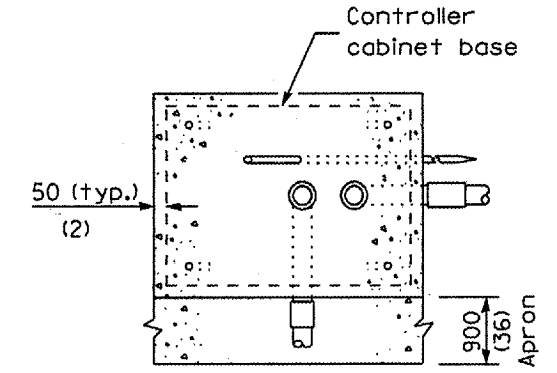 Controller
cabinet base
50 (typ.)
(2)
900
(36)
Apron